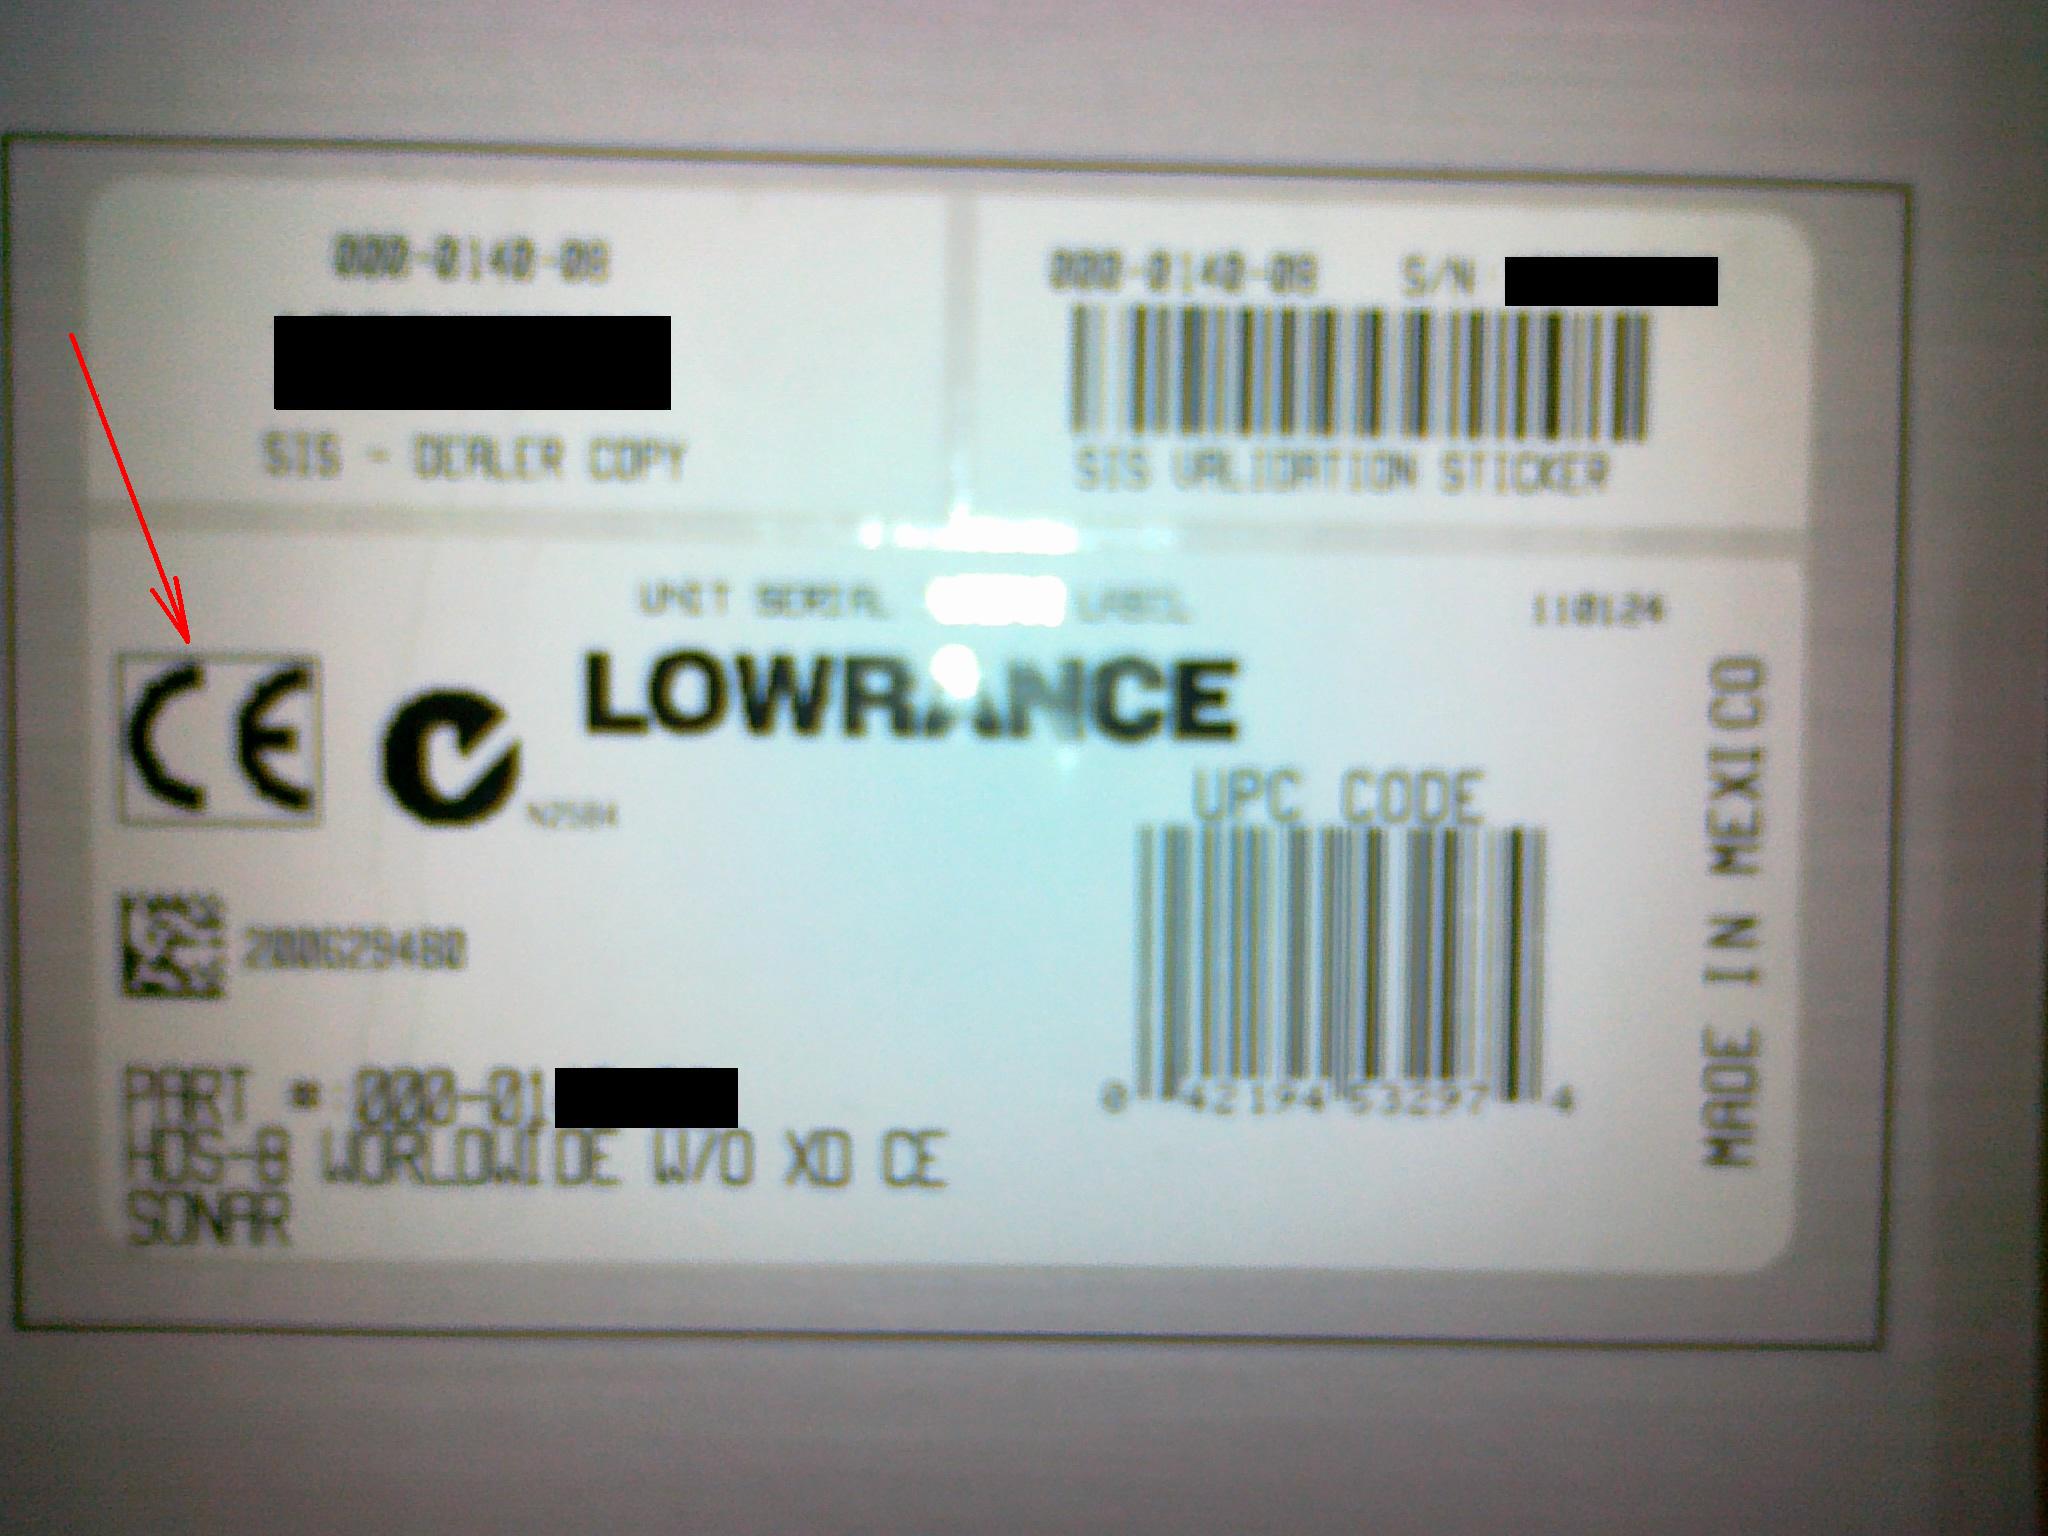 000-0140-08
SIS - DEALER COPY
000-0140-08 S/N
SIS VALIDATION STICKER
UNIT SERIAL LABEL
110124
CE
LOWRANCE
N2584
UPC CODE
200629480
0 42194 53297 4
PART # 000-01
HDS-8 WORLDWIDE W/O XD CE
SONAR
MADE IN MEXICO